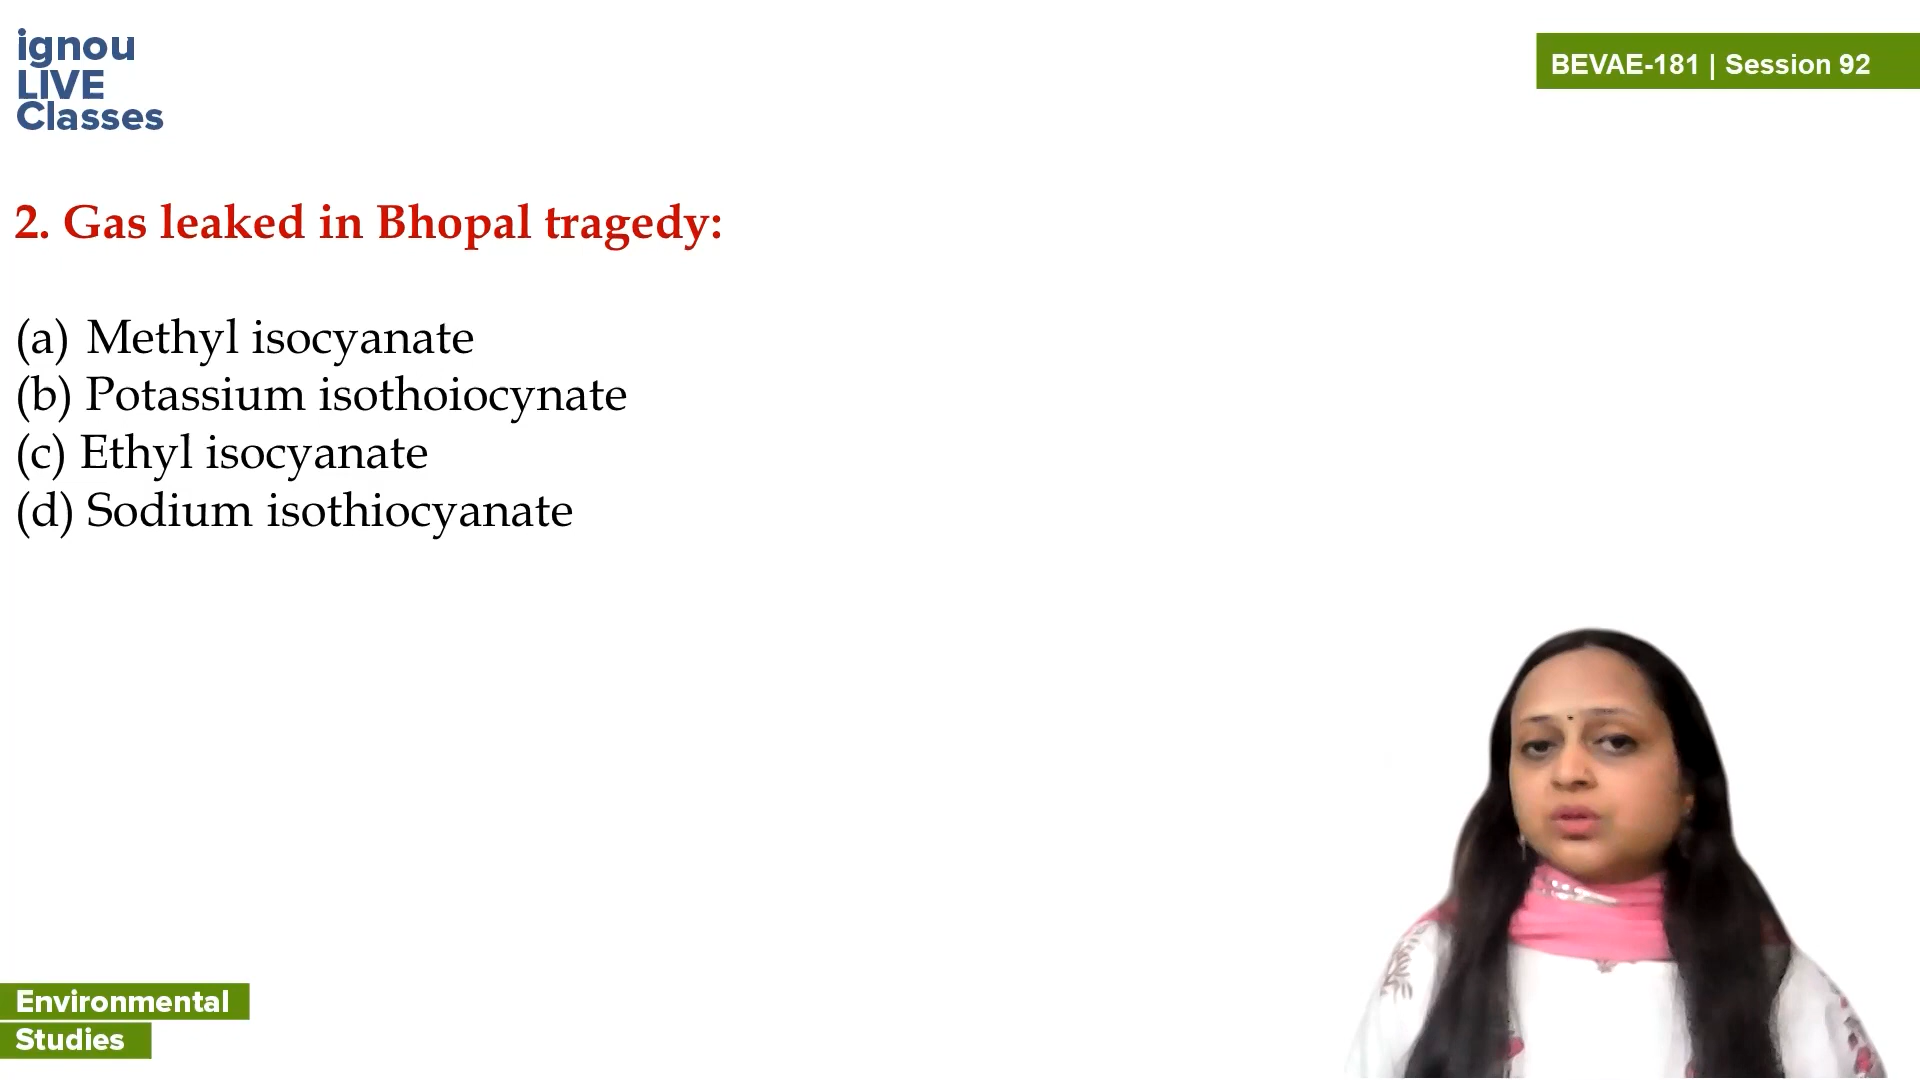 ignou
LIVE
Classes
BEVAE-181 | Session 92
2. Gas leaked in Bhopal tragedy:
(a) Methyl isocyanate
(b) Potassium isothoiocynate
(c) Ethyl isocyanate
(d) Sodium isothiocyanate
Environmental
Studies